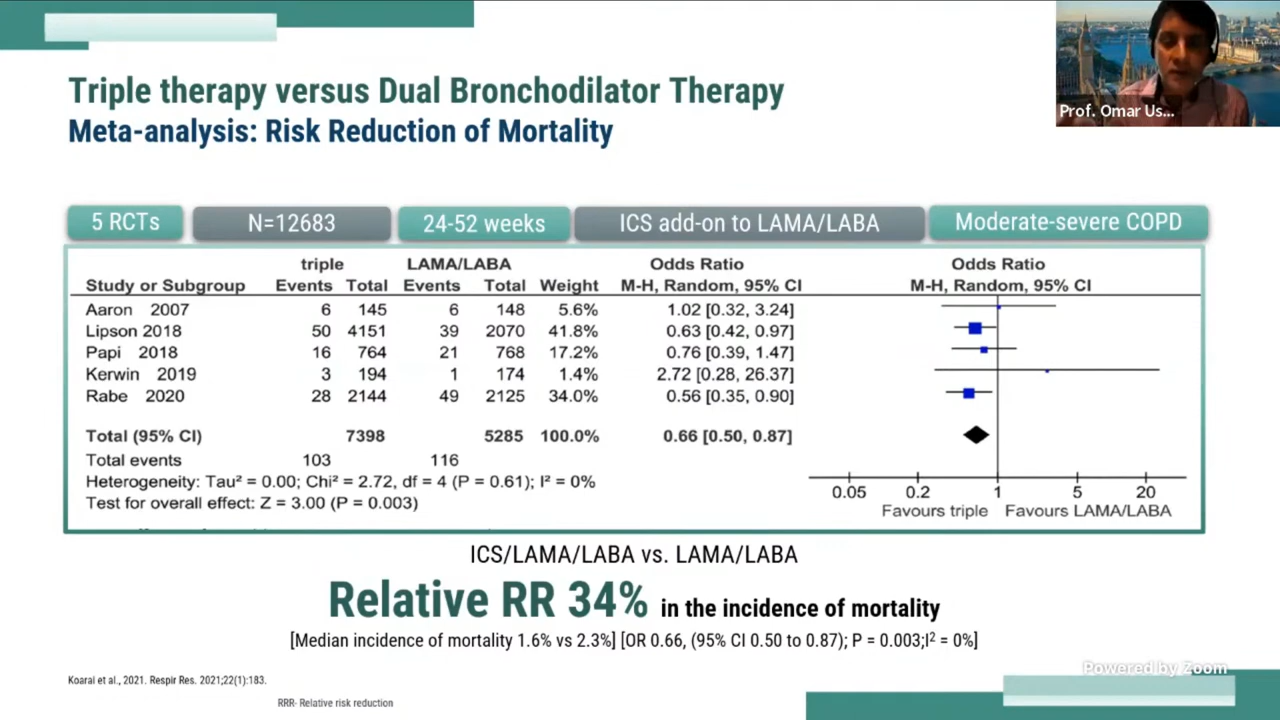 Prof. Omar Us...
Triple therapy versus Dual Bronchodilator Therapy
Meta-analysis: Risk Reduction of Mortality
5 RCTs N=12683 24-52 weeks ICS add-on to LAMA/LABA Moderate-severe COPD
triple LAMA/LABA Odds Ratio Odds Ratio
Study or Subgroup Events Total Events Total Weight M-H, Random, 95% CI M-H, Random, 95% CI
Aaron 2007 6 145 6 148 5.6% 1.02 [0.32, 3.24]
Lipson 2018 50 4151 39 2070 41.8% 0.63 [0.42, 0.97]
Papi 2018 16 764 21 768 17.2% 0.76 [0.39, 1.47]
Kerwin 2019 3 194 1 174 1.4% 2.72 [0.28, 26.37]
Rabe 2020 28 2144 49 2125 34.0% 0.56 [0.35, 0.90]
Total (95% CI) 7398 5285 100.0% 0.66 [0.50, 0.87]
Total events 103 116
Heterogeneity: Tau² = 0.00; Chi² = 2.72, df = 4 (P = 0.61); I² = 0%
Test for overall effect: Z = 3.00 (P = 0.003)
0.05 0.2 1 5 20
Favours triple Favours LAMA/LABA
ICS/LAMA/LABA vs. LAMA/LABA
Relative RR 34% in the incidence of mortality
[Median incidence of mortality 1.6% vs 2.3%] [OR 0.66, (95% CI 0.50 to 0.87); P = 0.003;I² = 0%]
Powered by Zoom
Koarai et al., 2021. Respir Res. 2021;22(1):183.
RRR- Relative risk reduction